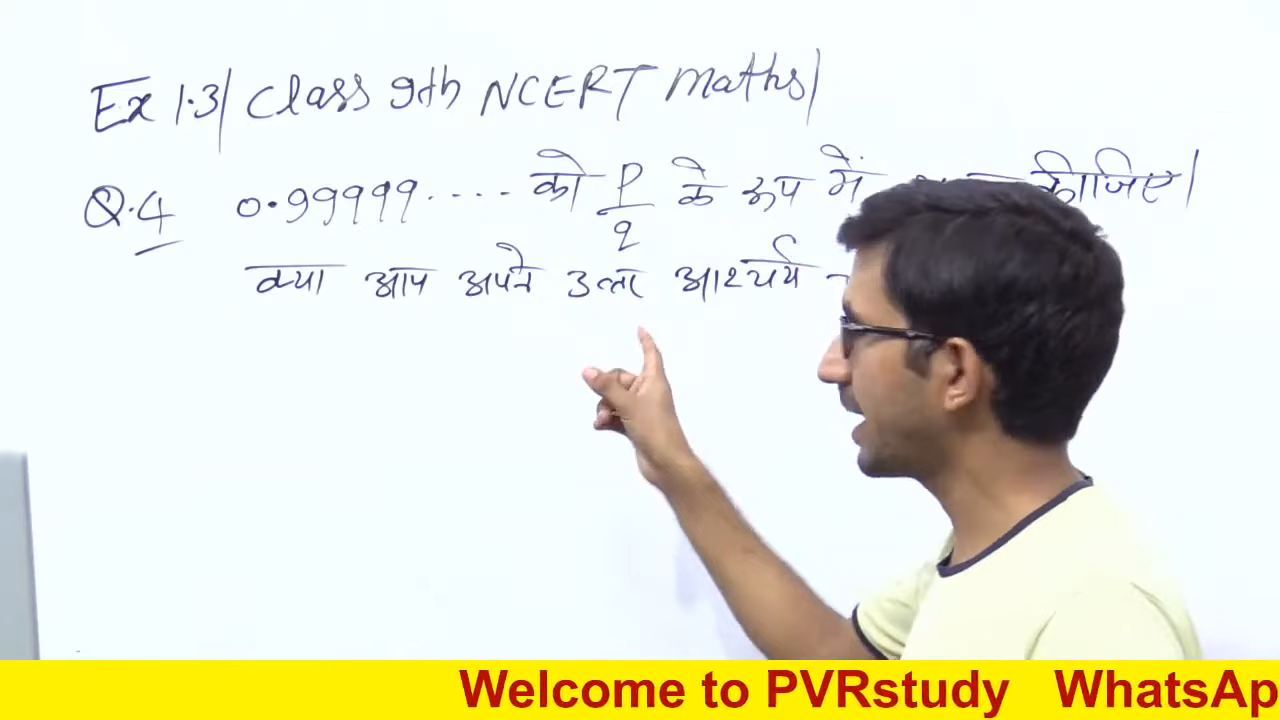 Ex 1.3| Class 9th NCERT Maths|
Q.4 0.99999.... को p/q के रूप में कीजिए|
क्या आप अपने उत्तर आश्चर्य
Welcome to PVRstudy WhatsAp